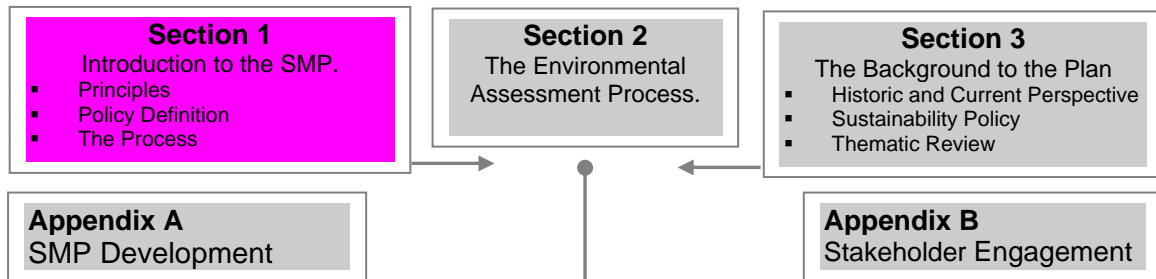 Section 1
Introduction to the SMP.
▪ Principles
▪ Policy Definition
▪ The Process
Section 2
The Environmental
Assessment Process.
Section 3
The Background to the Plan
▪ Historic and Current Perspective
▪ Sustainability Policy
▪ Thematic Review
Appendix A
SMP Development
Appendix B
Stakeholder Engagement